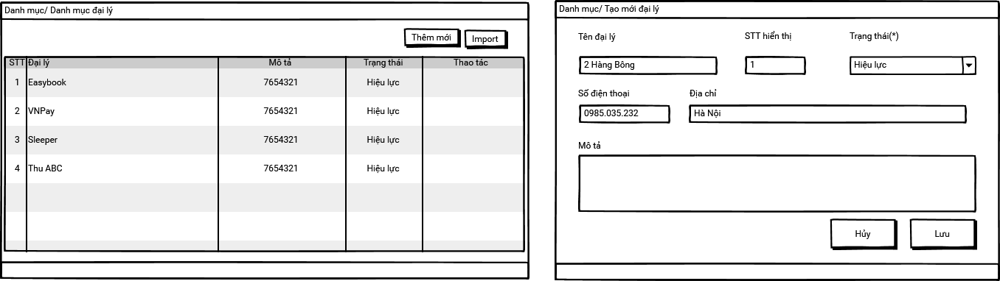 Danh mục/ Danh mục đại lý
Thêm mới
Import
STT Đại lý Mô tả Trạng thái Thao tác
1 Easybook 7654321 Hiệu lực
2 VNPay 7654321 Hiệu lực
3 Sleeper 7654321 Hiệu lực
4 Thu ABC 7654321 Hiệu lực
Danh mục/ Tạo mới đại lý
Tên đại lý STT hiển thị Trạng thái(*)
2 Hàng Bông 1 Hiệu lực
Số điện thoại Địa chỉ
0985.035.232 Hà Nội
Mô tả
Hủy Lưu